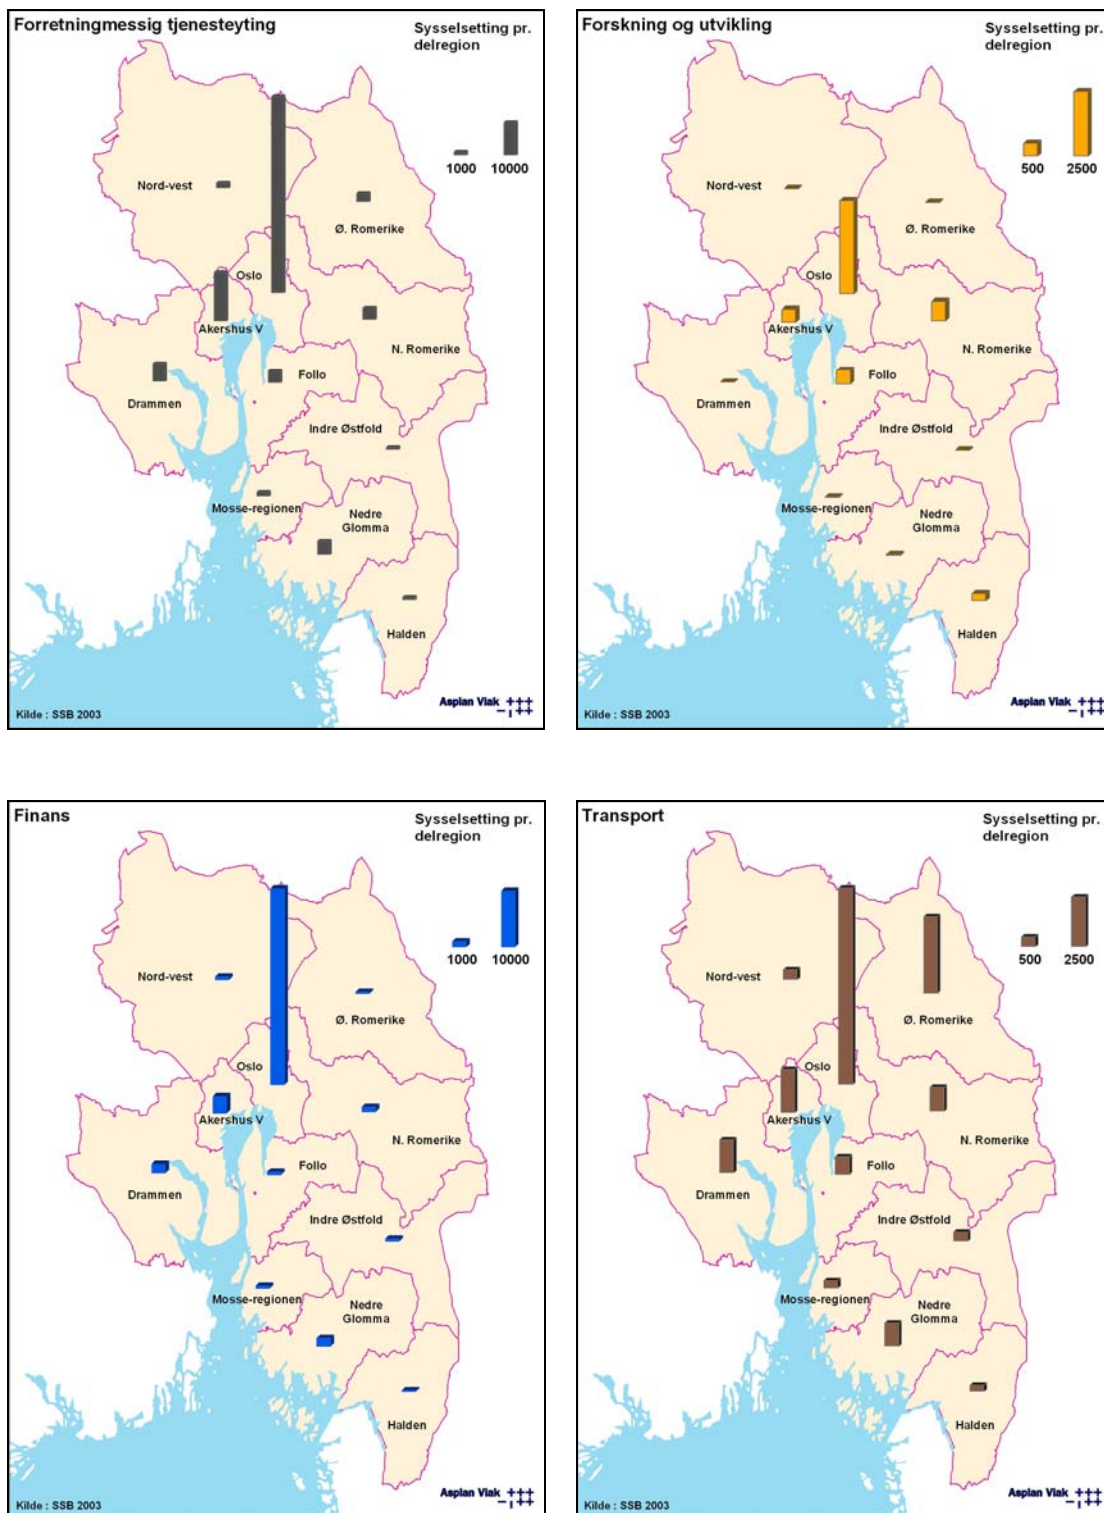 Forretningmessig tjenesteyting
Sysselsetting pr.
delregion
1000 10000
Nord-vest
Ø. Romerike
Oslo
Akershus V
N. Romerike
Follo
Drammen
Indre Østfold
Mosse-regionen
Nedre
Glomma
Halden
Kilde : SSB 2003
Asplan Viak
Forskning og utvikling
Sysselsetting pr.
delregion
500 2500
Nord-vest
Ø. Romerike
Oslo
Akershus V
N. Romerike
Follo
Drammen
Indre Østfold
Mosse-regionen
Nedre
Glomma
Halden
Kilde : SSB 2003
Asplan Viak
Finans
Sysselsetting pr.
delregion
1000 10000
Nord-vest
Ø. Romerike
Oslo
Akershus V
N. Romerike
Follo
Drammen
Indre Østfold
Mosse-regionen
Nedre
Glomma
Halden
Kilde : SSB 2003
Asplan Viak
Transport
Sysselsetting pr.
delregion
500 2500
Nord-vest
Ø. Romerike
Oslo
Akershus V
N. Romerike
Follo
Drammen
Indre Østfold
Mosse-regionen
Nedre
Glomma
Halden
Kilde : SSB 2003
Asplan Viak